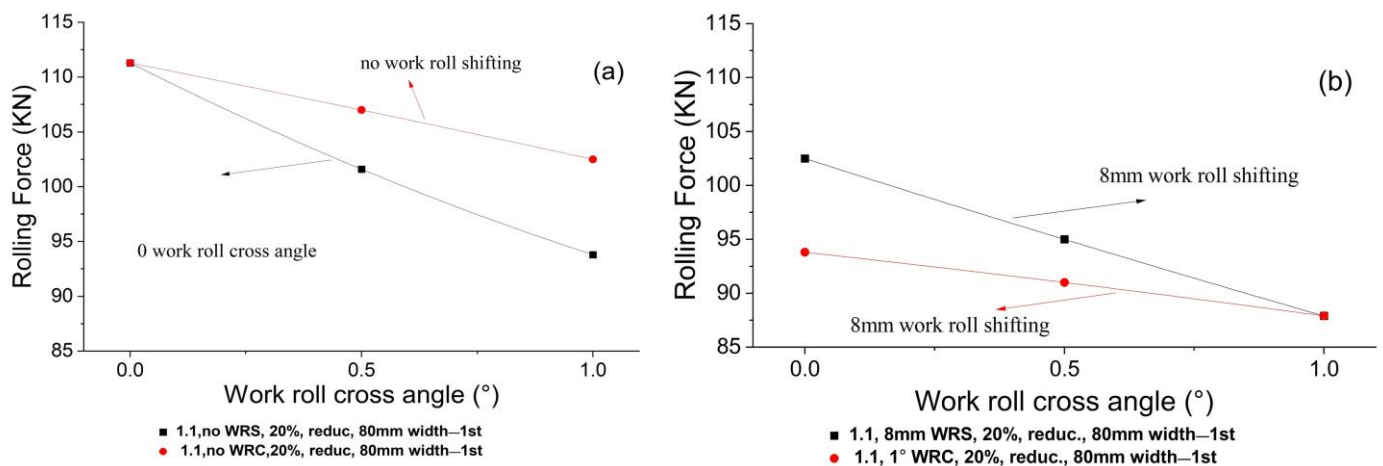 115
110
105
100
95
90
85
Rolling Force (KN)
no work roll shifting
(a)
0 work roll cross angle
0.0
0.5
1.0
Work roll cross angle (°)
1.1,no WRS, 20%, reduc, 80mm width—1st
1.1,no WRC,20%, reduc, 80mm width—1st
115
110
105
100
95
90
85
Rolling Force (KN)
(b)
8mm work roll shifting
8mm work roll shifting
0.0
0.5
1.0
Work roll cross angle (°)
1.1, 8mm WRS, 20%, reduc., 80mm width—1st
1.1, 1° WRC, 20%, reduc., 80mm width—1st